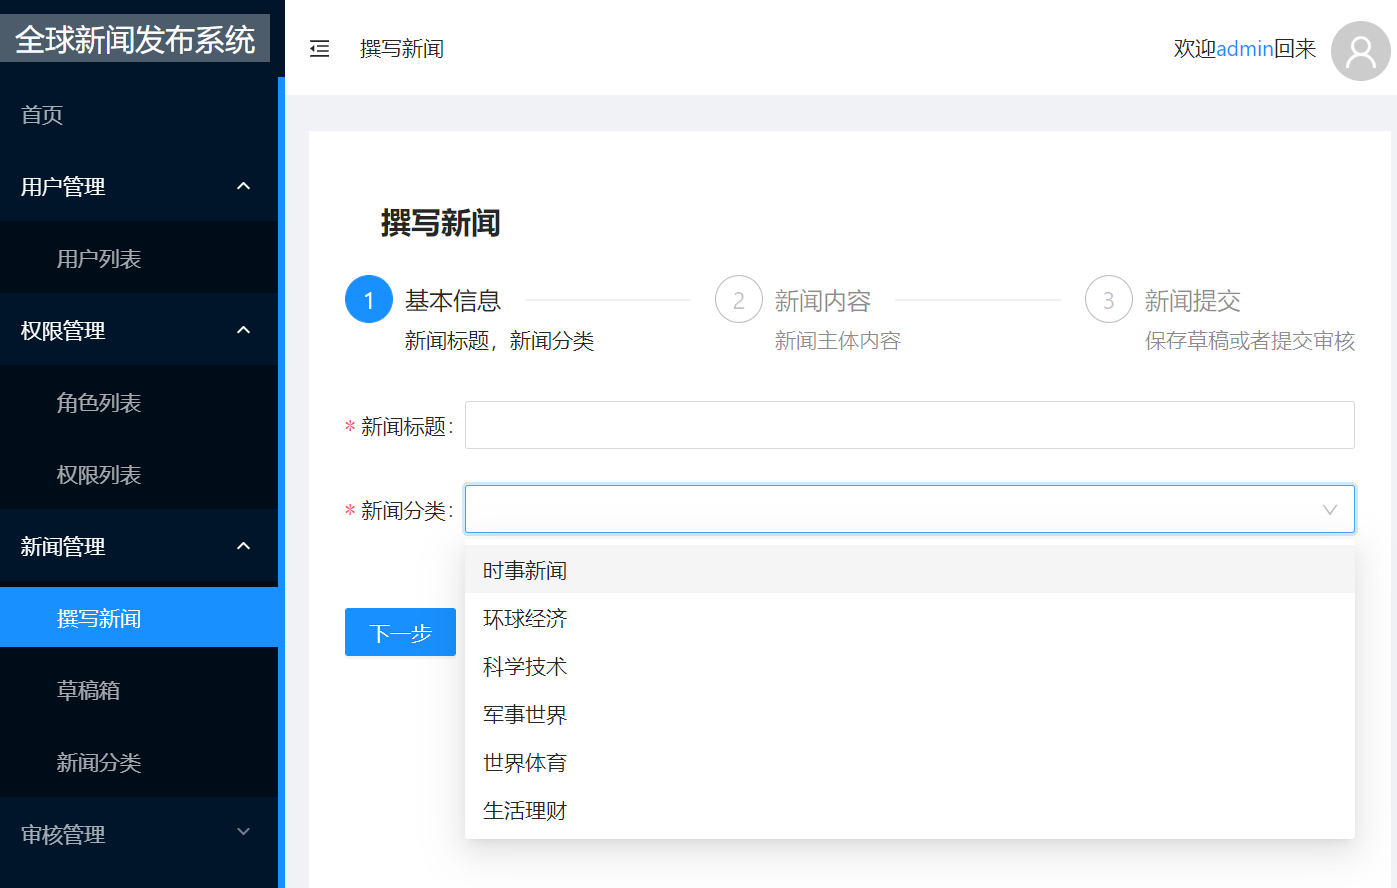 全球新闻发布系统
首页
用户管理
用户列表
权限管理
角色列表
权限列表
新闻管理
撰写新闻
草稿箱
新闻分类
审核管理
撰写新闻
欢迎admin回来
撰写新闻
1 基本信息
新闻标题，新闻分类
2 新闻内容
新闻主体内容
3 新闻提交
保存草稿或者提交审核
* 新闻标题:
* 新闻分类:
时事新闻
环球经济
科学技术
军事世界
世界体育
生活理财
下一步